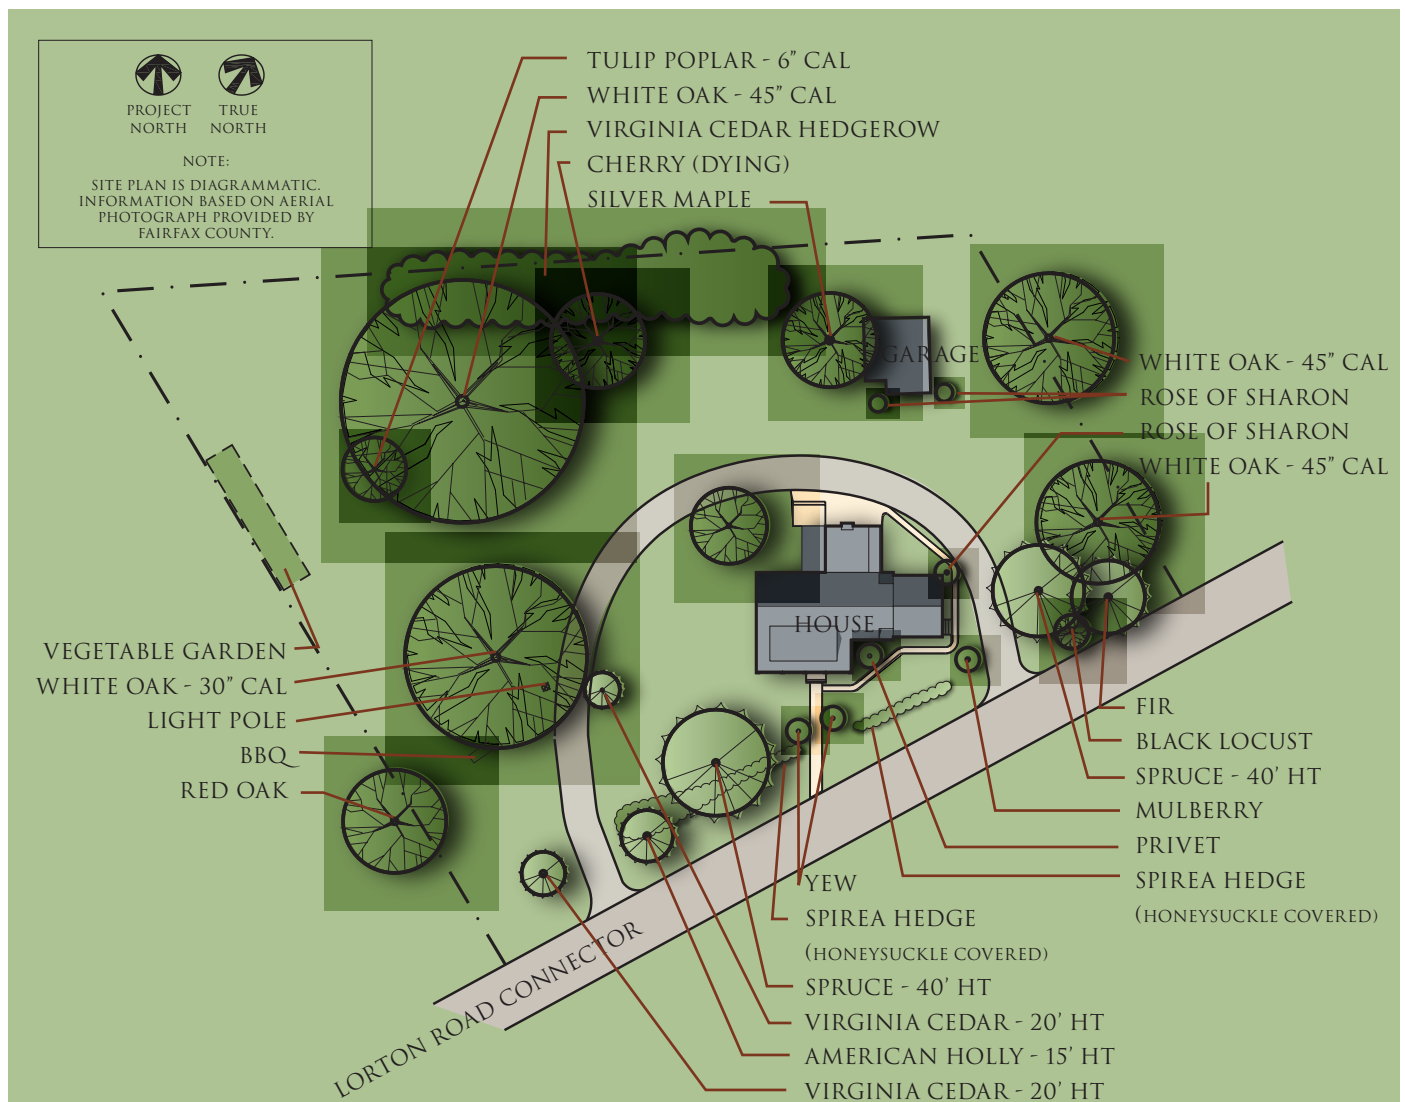 PROJECT NORTH
TRUE NORTH
NOTE:
SITE PLAN IS DIAGRAMMATIC.
INFORMATION BASED ON AERIAL
PHOTOGRAPH PROVIDED BY
FAIRFAX COUNTY.
TULIP POPLAR - 6” CAL
WHITE OAK - 45” CAL
VIRGINIA CEDAR HEDGEROW
CHERRY (DYING)
SILVER MAPLE
GARAGE
WHITE OAK - 45” CAL
ROSE OF SHARON
ROSE OF SHARON
WHITE OAK - 45” CAL
HOUSE
VEGETABLE GARDEN
WHITE OAK - 30” CAL
LIGHT POLE
BBQ
RED OAK
FIR
BLACK LOCUST
SPRUCE - 40’ HT
MULBERRY
PRIVET
SPIREA HEDGE
(HONEYSUCKLE COVERED)
YEW
SPIREA HEDGE
(HONEYSUCKLE COVERED)
SPRUCE - 40’ HT
VIRGINIA CEDAR - 20’ HT
AMERICAN HOLLY - 15’ HT
VIRGINIA CEDAR - 20’ HT
LORTON ROAD CONNECTOR